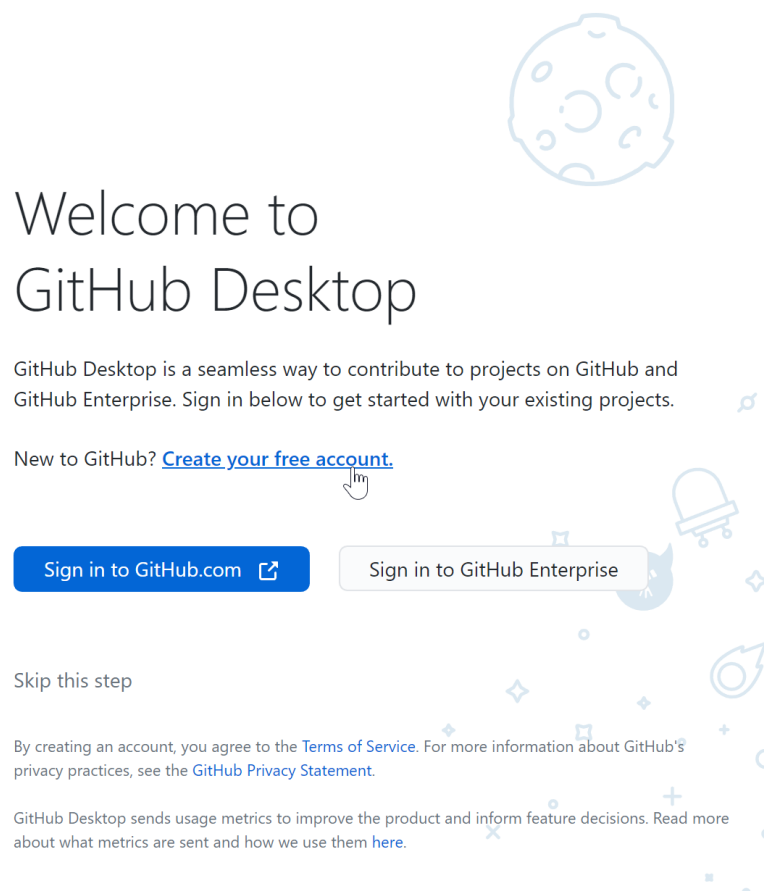 Welcome to
GitHub Desktop
GitHub Desktop is a seamless way to contribute to projects on GitHub and
GitHub Enterprise. Sign in below to get started with your existing projects.
New to GitHub? Create your free account.
Sign in to GitHub.com
Sign in to GitHub Enterprise
Skip this step
By creating an account, you agree to the Terms of Service. For more information about GitHub's
privacy practices, see the GitHub Privacy Statement.
GitHub Desktop sends usage metrics to improve the product and inform feature decisions. Read more
about what metrics are sent and how we use them here.